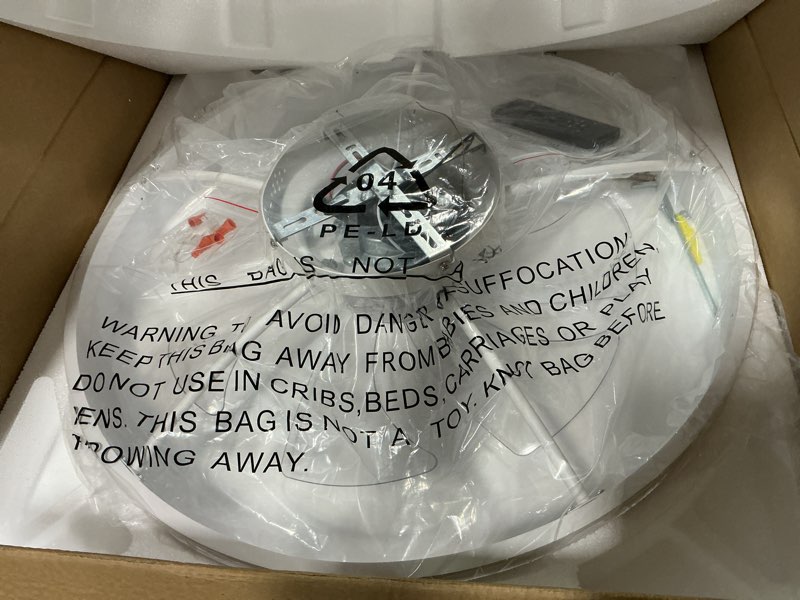 04
PE-LD
THIS BAG IS NOT A
WARNING TO AVOID DANGER OF SUFFOCATION,
KEEP THIS BAG AWAY FROM BABIES AND CHILDREN,
DO NOT USE IN CRIBS, BEDS, CARRIAGES OR PLAY
PENS. THIS BAG IS NOT A TOY. KNOT BAG BEFORE
THROWING AWAY.